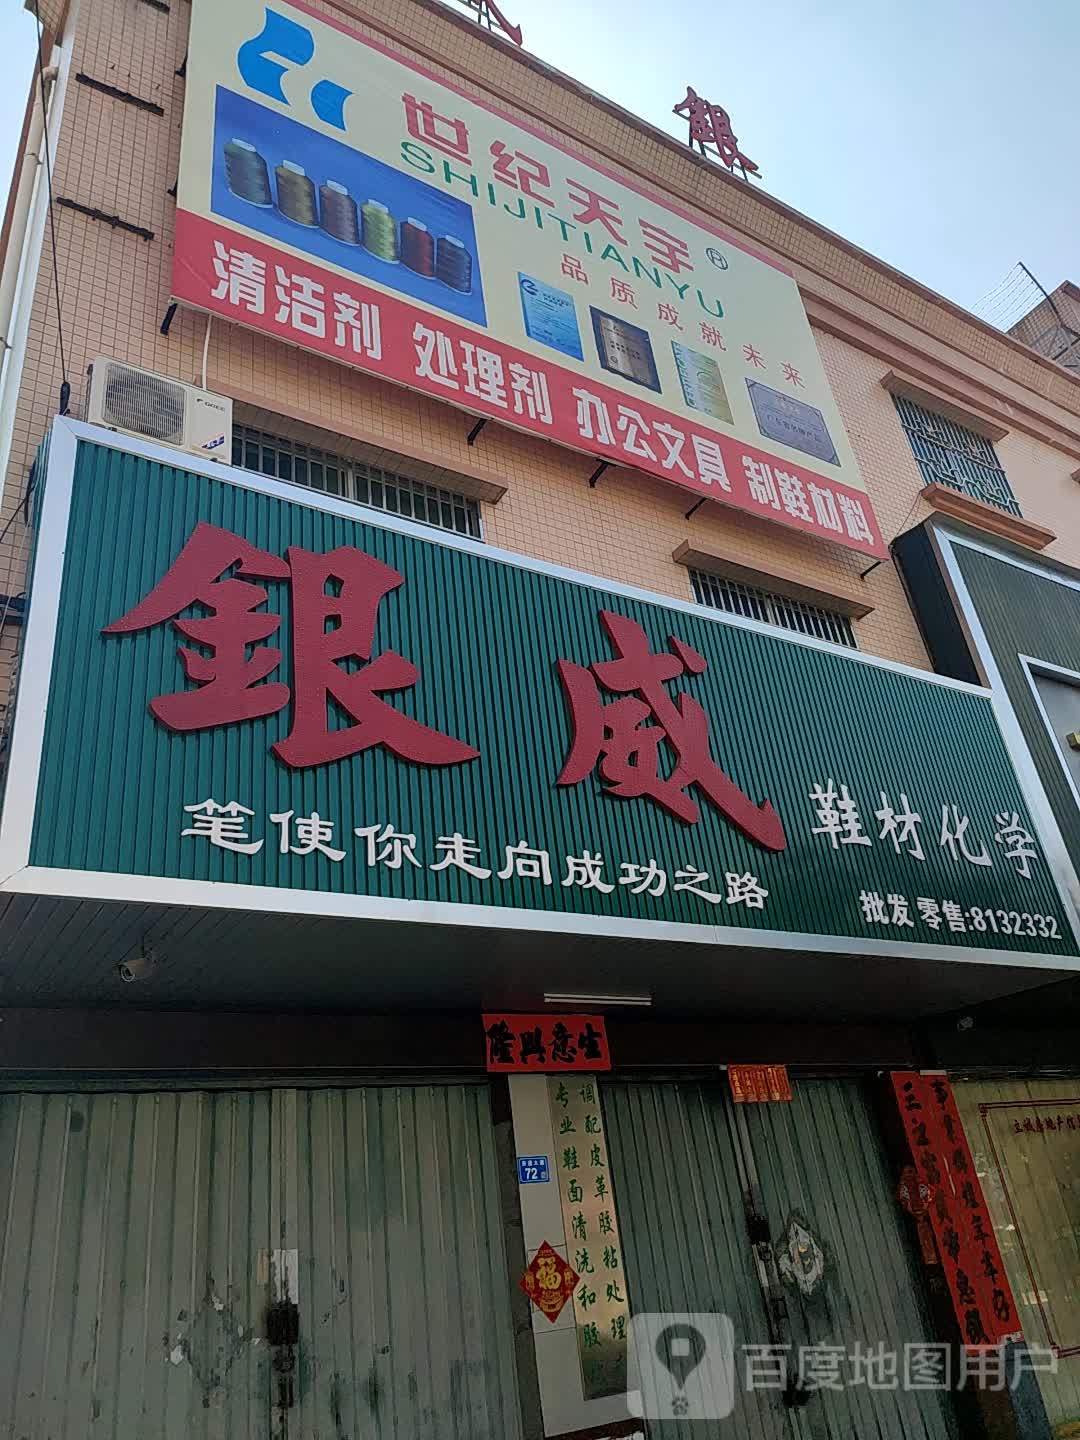 銀
世纪天宇®
SHIJITIANYU
品质成就未来
清洁剂 处理剂 办公文具 制鞋材料
GREE
銀威
鞋材化学
笔使你走向成功之路
批发 零售:8132332
隆興意生
调配皮革胶粘处理
专业鞋面清洗和胶
72
福
百度地图用户